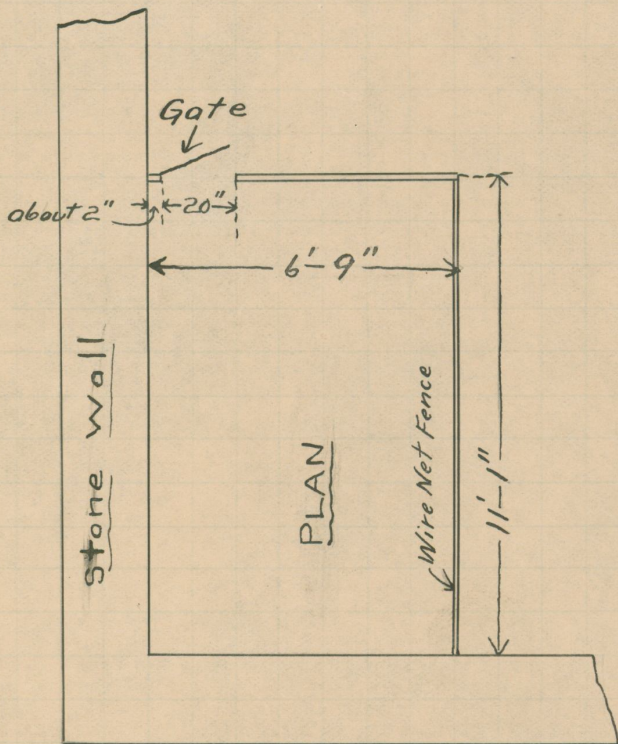 Gate
about 2"
20"
6'-9"
Stone wall
PLAN
Wire Net Fence
11'-1"